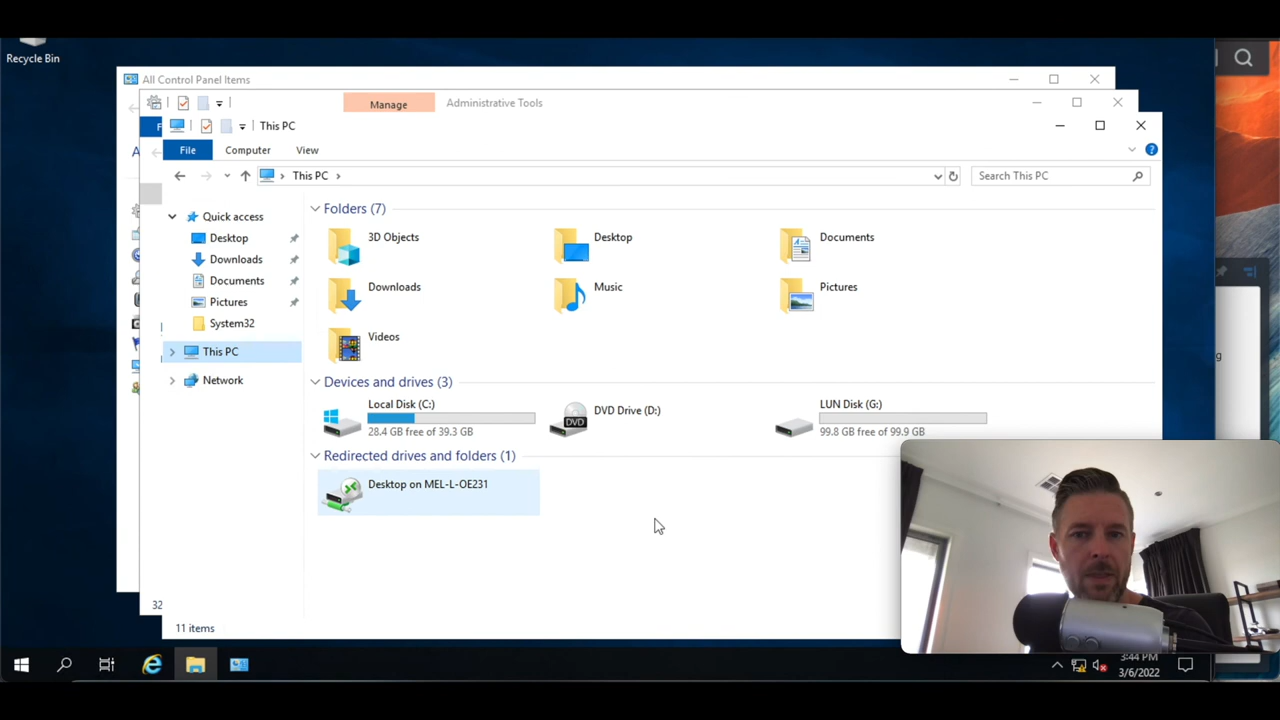 Recycle Bin
All Control Panel Items
Manage
Administrative Tools
This PC
File
Computer
View
This PC
Search This PC
Quick access
Desktop
Downloads
Documents
Pictures
System32
This PC
Network
Folders (7)
3D Objects
Desktop
Documents
Downloads
Music
Pictures
Videos
Devices and drives (3)
Local Disk (C:)
28.4 GB free of 39.3 GB
DVD Drive (D:)
DVD
LUN Disk (G:)
99.8 GB free of 99.9 GB
Redirected drives and folders (1)
Desktop on MEL-L-OE231
32
11 items
3:44 PM
3/6/2022